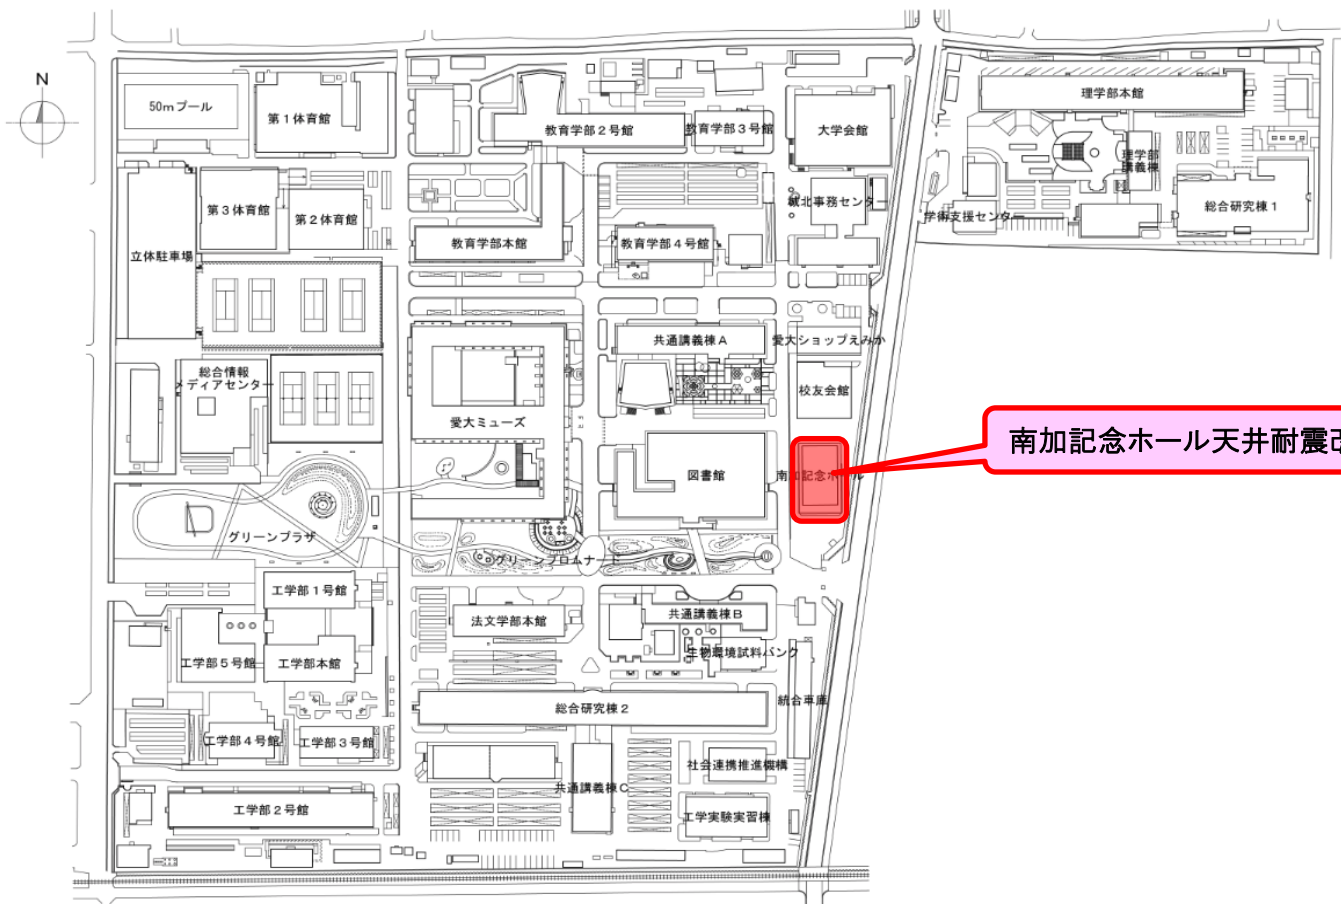 N
50mプール
第1体育館
教育学部2号館
教育学部3号館
大学会館
理学部本館
理学部
講義棟
第3体育館
第2体育館
城北事務センター
学術支援センター
総合研究棟1
立体駐車場
教育学部本館
教育学部4号館
共通講義棟A
愛大ショップえみか
総合情報
メディアセンター
校友会館
愛大ミューズ
南加記念ホール天井耐震改
図書館
南加記念ホール
グリーンプラザ
グリーンプロムナード
工学部1号館
法文学部本館
共通講義棟B
工学部5号館
工学部本館
生物環境試料バンク
総合研究棟2
統合車庫
工学部4号館
工学部3号館
社会連携推進機構
共通講義棟C
工学部2号館
工学実験実習棟